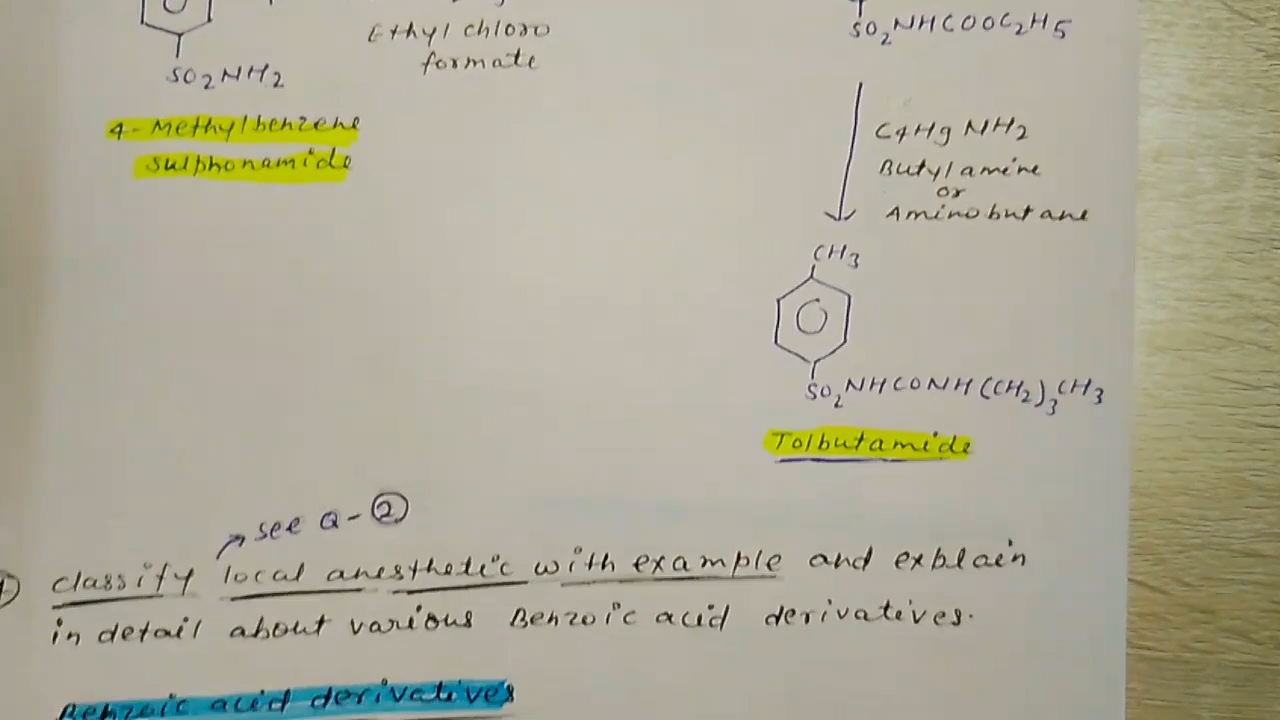 SO2NH2
Ethyl chloro
formate
4-Methylbenzene
sulphonamide
SO2NHCOOC2H5
C4H9NH2
Butylamine
or
Aminobutane
CH3
SO2NHCONH(CH2)3CH3
Tolbutamide
see Q-②
classify local anesthetic with example and explain
in detail about various Benzoic acid derivatives.
Benzoic acid derivatives